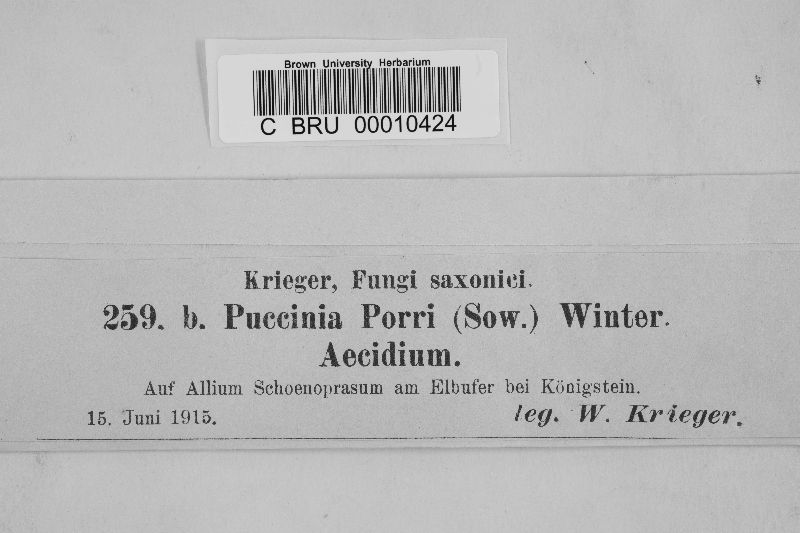 Brown University Herbarium
C BRU 00010424
Krieger, Fungi saxonici.
259. b. Puccinia Porri (Sow.) Winter.
Aecidium.
Auf Allium Schoenoprasum am Elbufer bei Königstein.
15. Juni 1915. leg. W. Krieger.